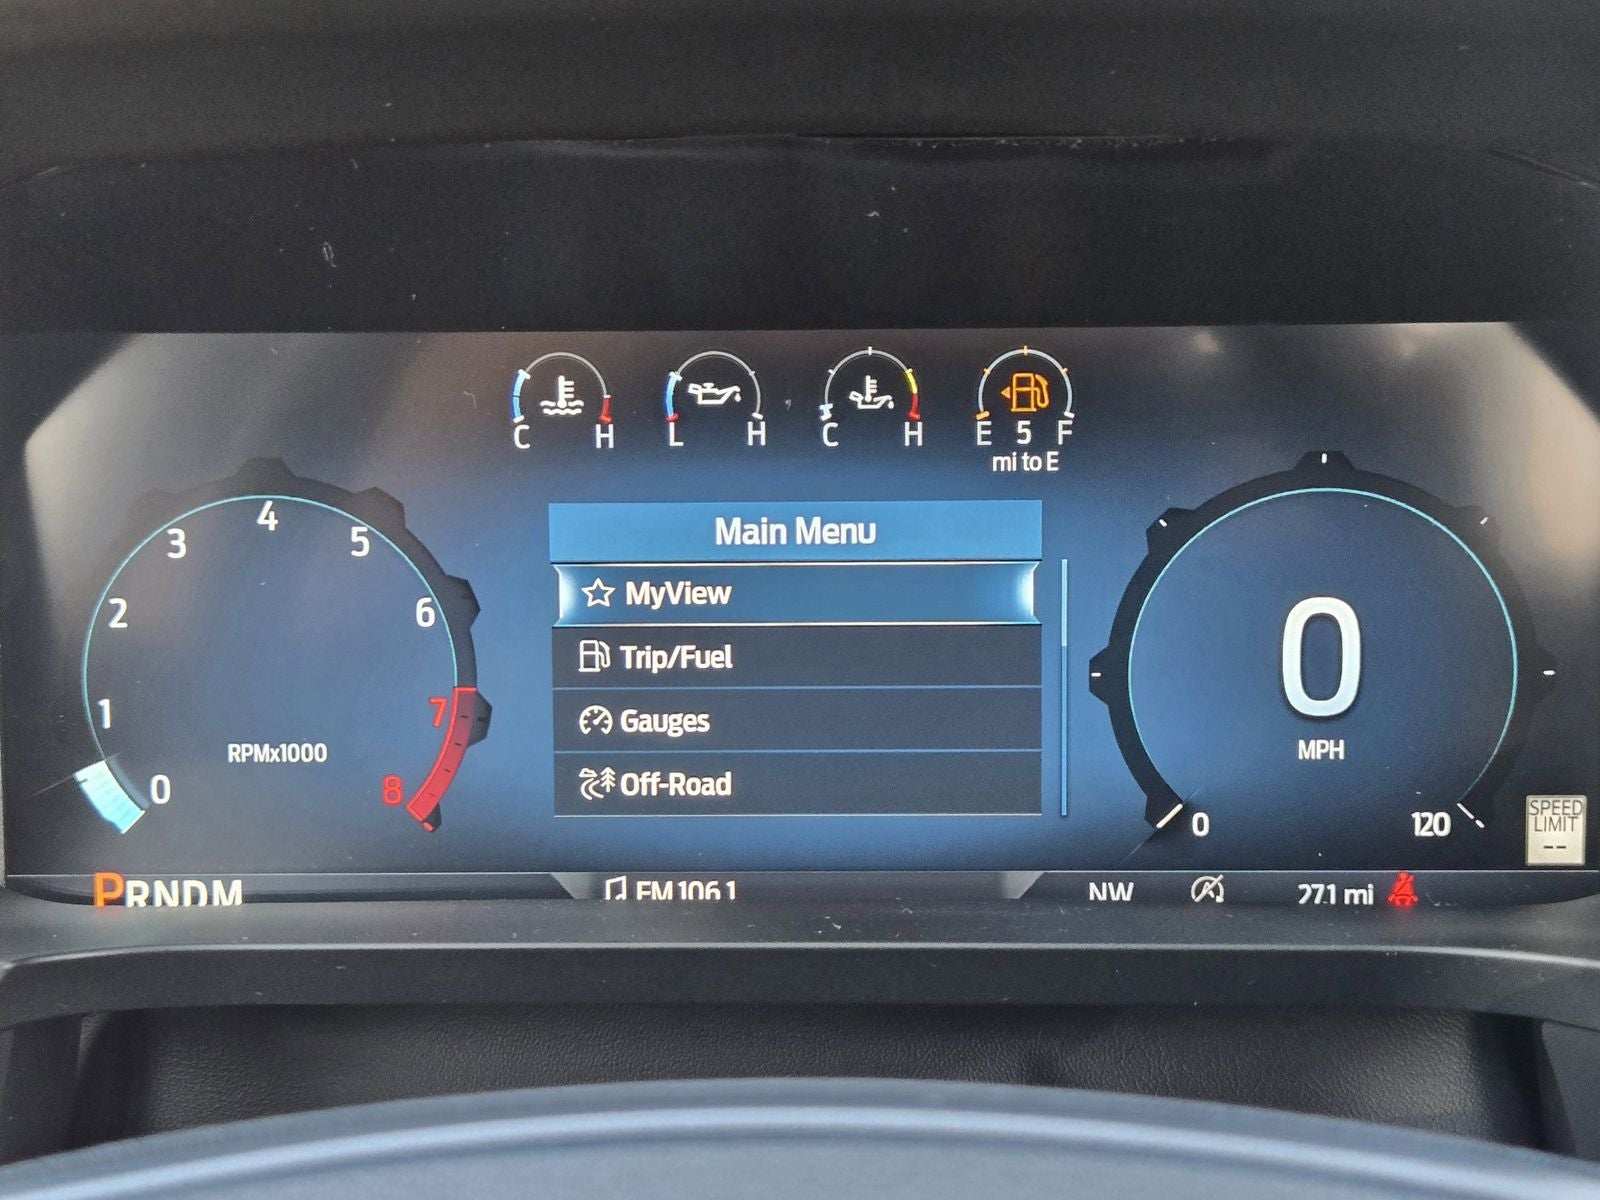 C H L H C H E 5 F
mi to E
Main Menu
MyView
Trip/Fuel
Gauges
Off-Road
0 1 2 3 4 5 6 7 8
RPMx1000
0
MPH
0 120
SPEED
LIMIT
--
PRNDM
FM 106.1
NW
271 mi